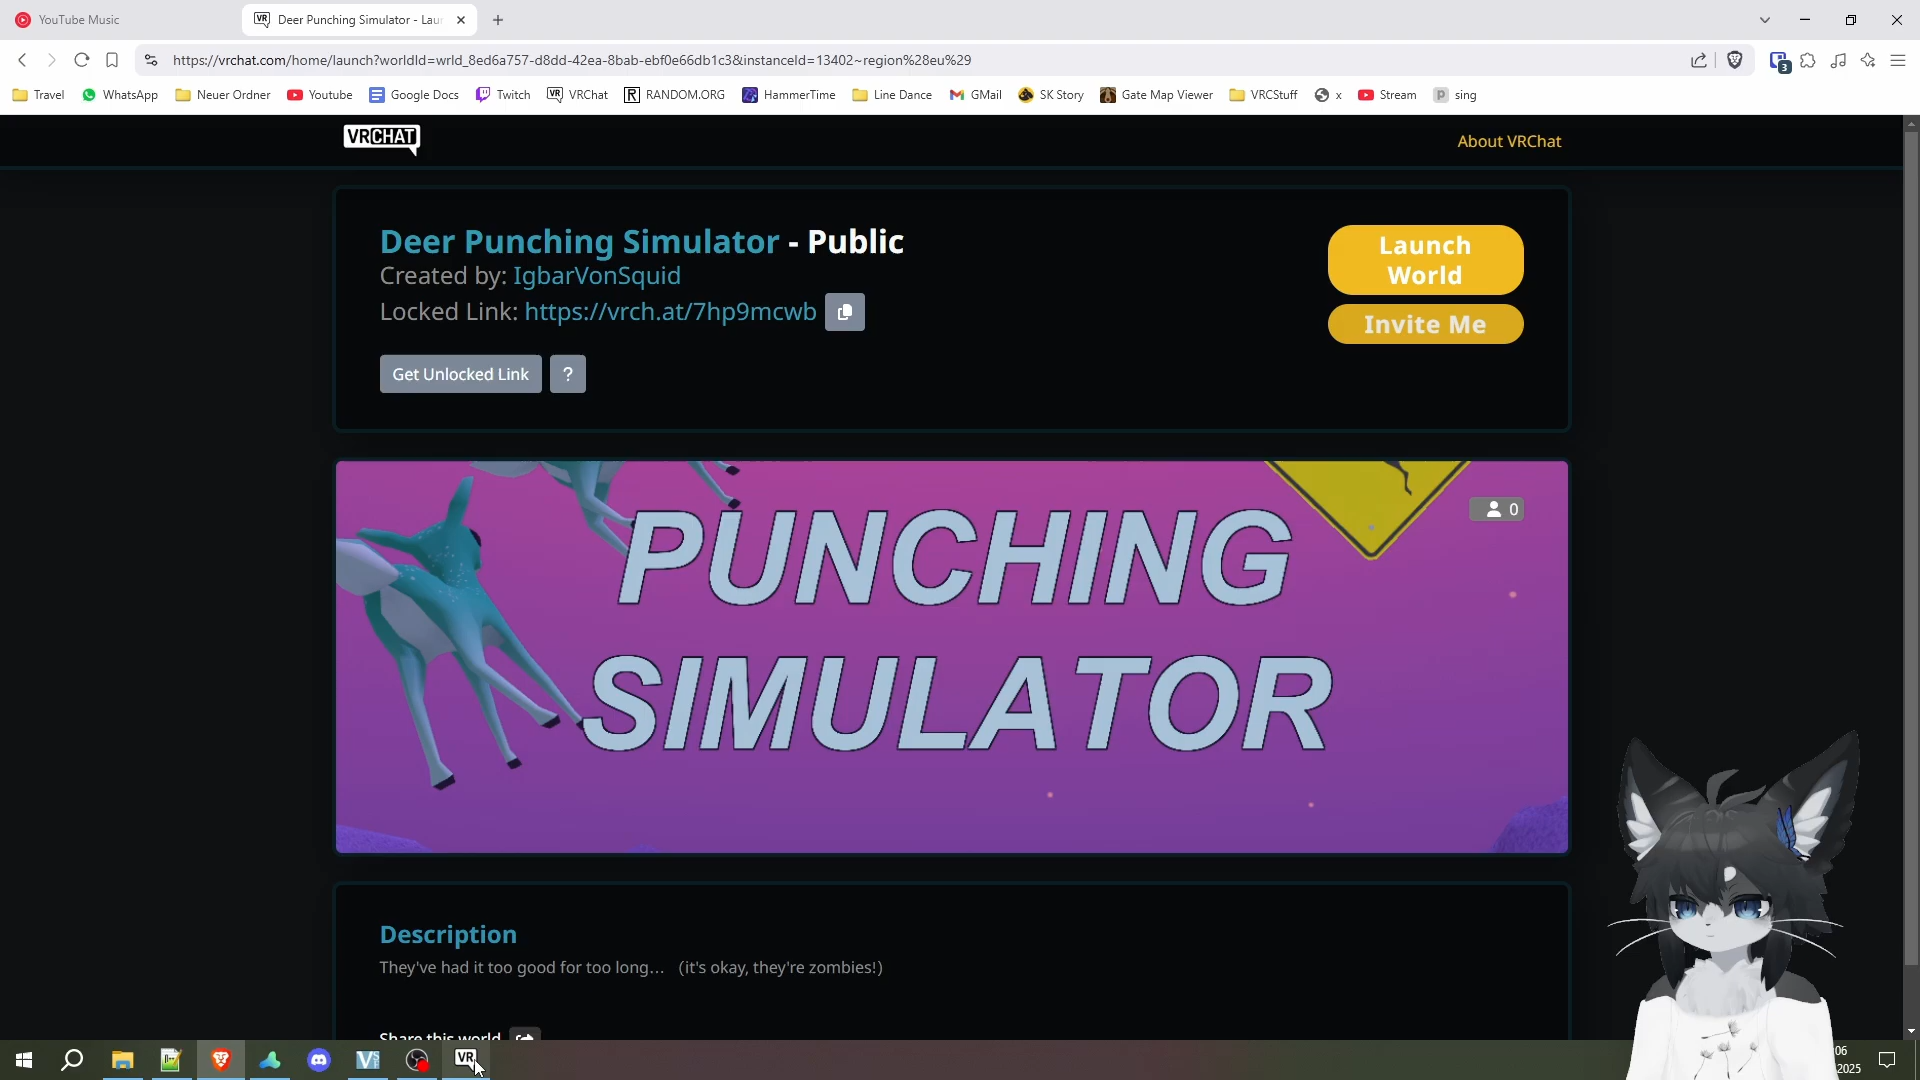 YouTube Music
VR Deer Punching Simulator - Lau
https://vrchat.com/home/launch?worldId=wrld_8ed6a757-d8dd-42ea-8bab-ebf0e66db1c3&instanceId=13402~region%28eu%29
3
Travel WhatsApp Neuer Ordner Youtube Google Docs Twitch VR VRChat R RANDOM.ORG HammerTime Line Dance GMail SK Story Gate Map Viewer VRCStuff x Stream p sing
VRCHAT
About VRChat
Deer Punching Simulator - Public
Created by: IgbarVonSquid
Locked Link: https://vrch.at/7hp9mcwb
Launch
World
Invite Me
Get Unlocked Link ?
0
PUNCHING
SIMULATOR
Description
They've had it too good for too long... (it's okay, they're zombies!)
Share this world
VR
06
2025